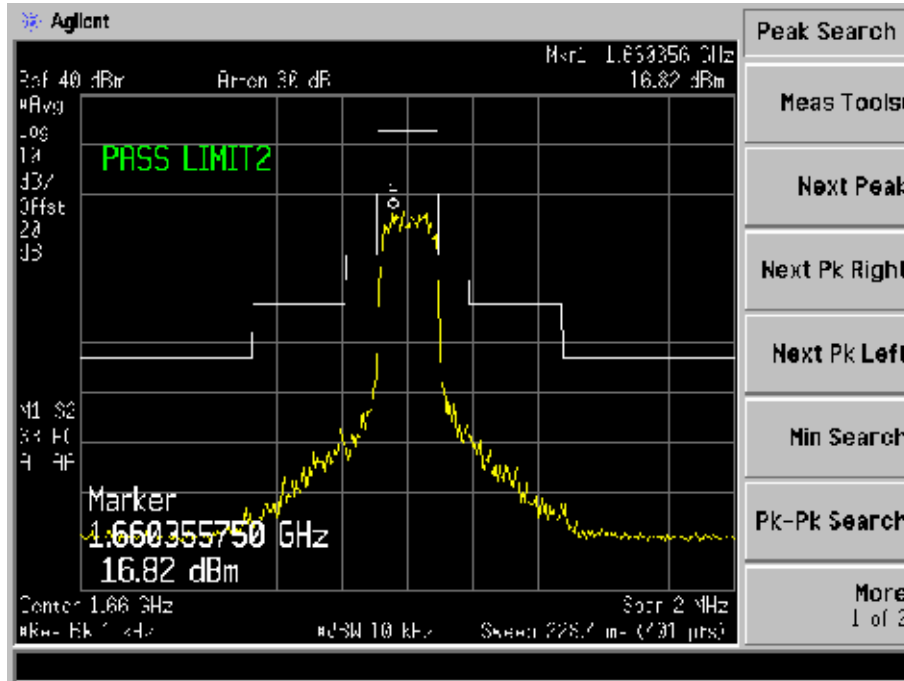 Agilent
Peak Search
Mkr1 1.660356 GHz
Ref 40 dBm Atten 30 dB 16.82 dBm
#Avg
Log
10
dB/
Offst
20
dB
PASS LIMIT2
1
M1 S2
Marker
1.660355750 GHz
16.82 dBm
Center 1.66 GHz Span 2 MHz
#VBW 10 kHz
Meas Tools
Next Peak
Next Pk Right
Next Pk Left
Min Search
Pk-Pk Search
More
1 of 2